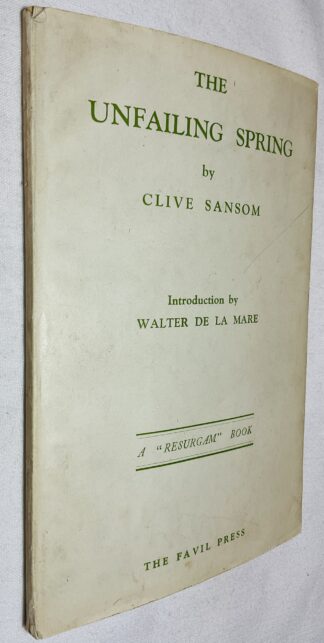 THE
UNFAILING SPRING
by
CLIVE SANSOM
Introduction by
WALTER DE LA MARE
A "RESURGAM" BOOK
THE FAVIL PRESS